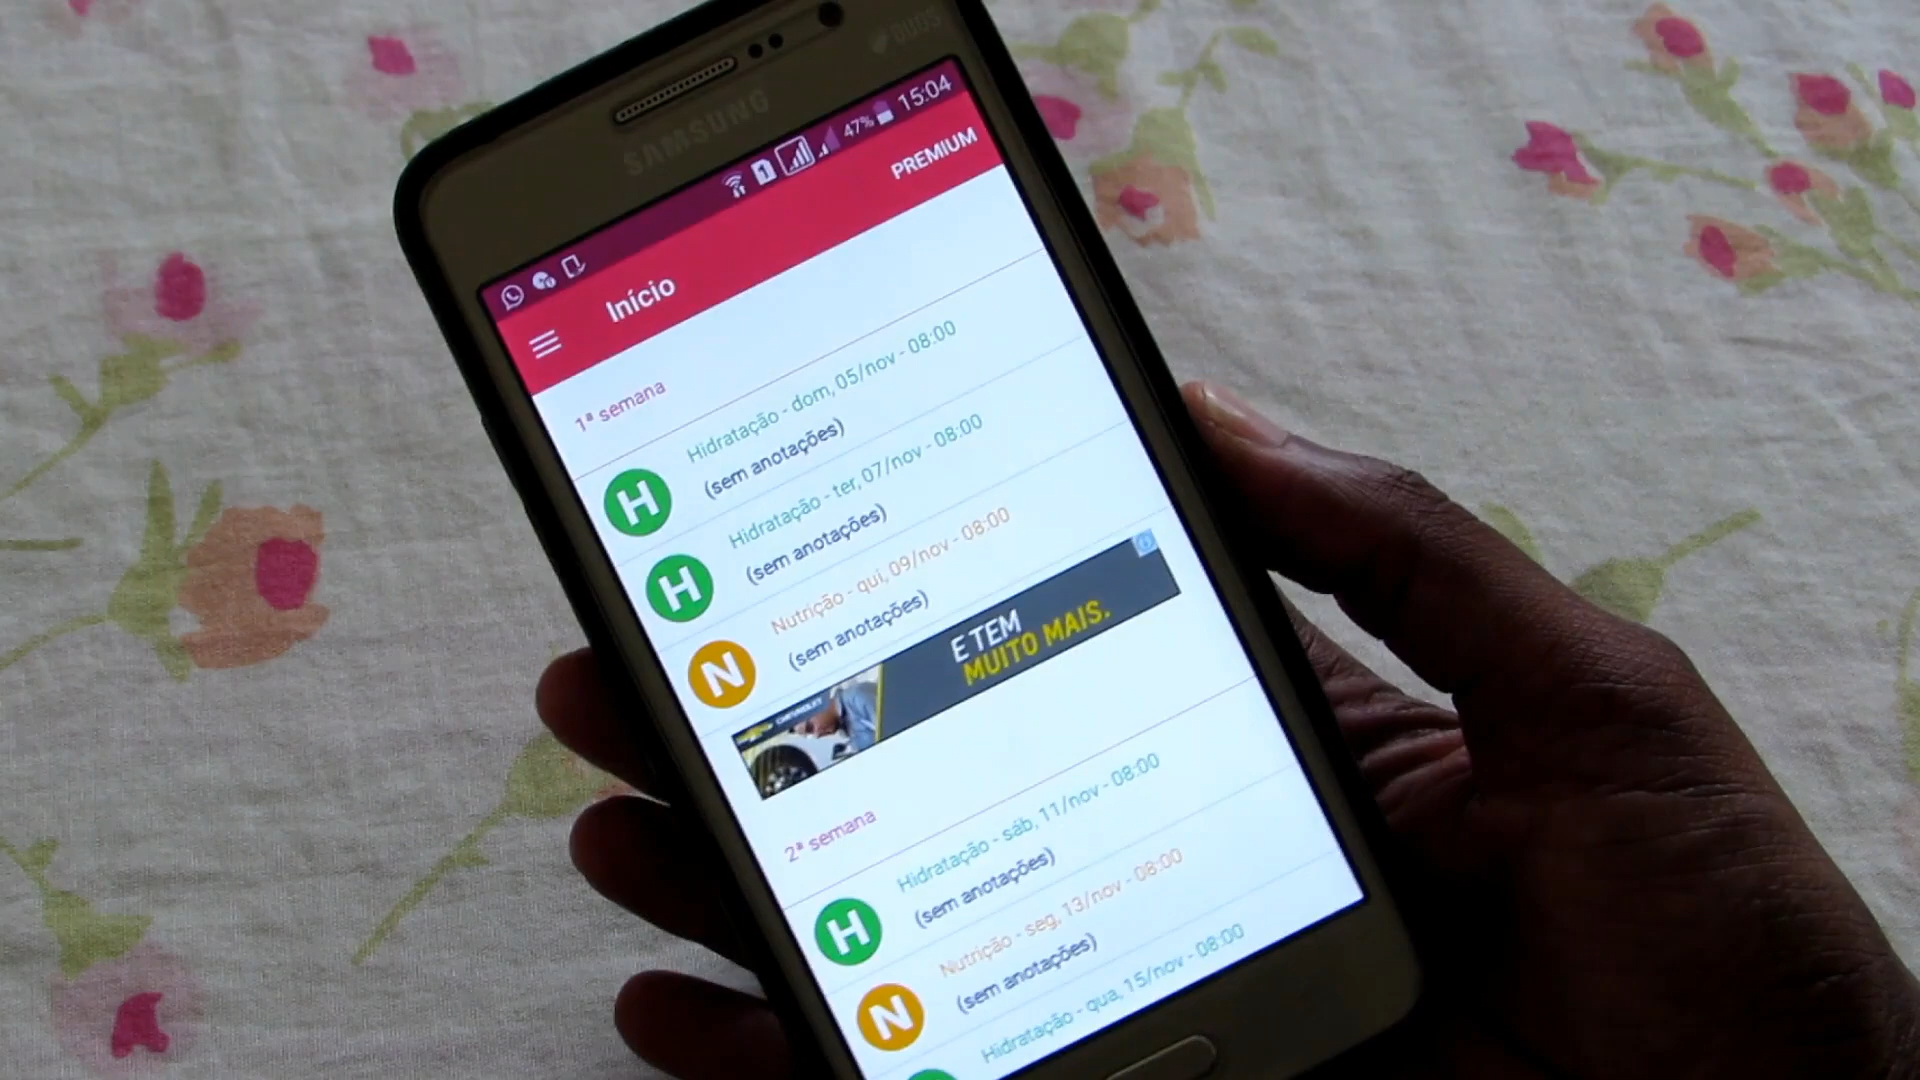 DUOS
SAMSUNG
47% 15:04
PREMIUM
Início
1ª semana
Hidratação - dom, 05/nov - 08:00
(sem anotações)
H
Hidratação - ter, 07/nov - 08:00
(sem anotações)
H
Nutrição - qui, 09/nov - 08:00
(sem anotações)
N
CHEVROLET
E TEM
MUITO MAIS.
2ª semana
Hidratação - sáb, 11/nov - 08:00
(sem anotações)
H
Nutrição - seg, 13/nov - 08:00
(sem anotações)
N
Hidratação - qua, 15/nov - 08:00